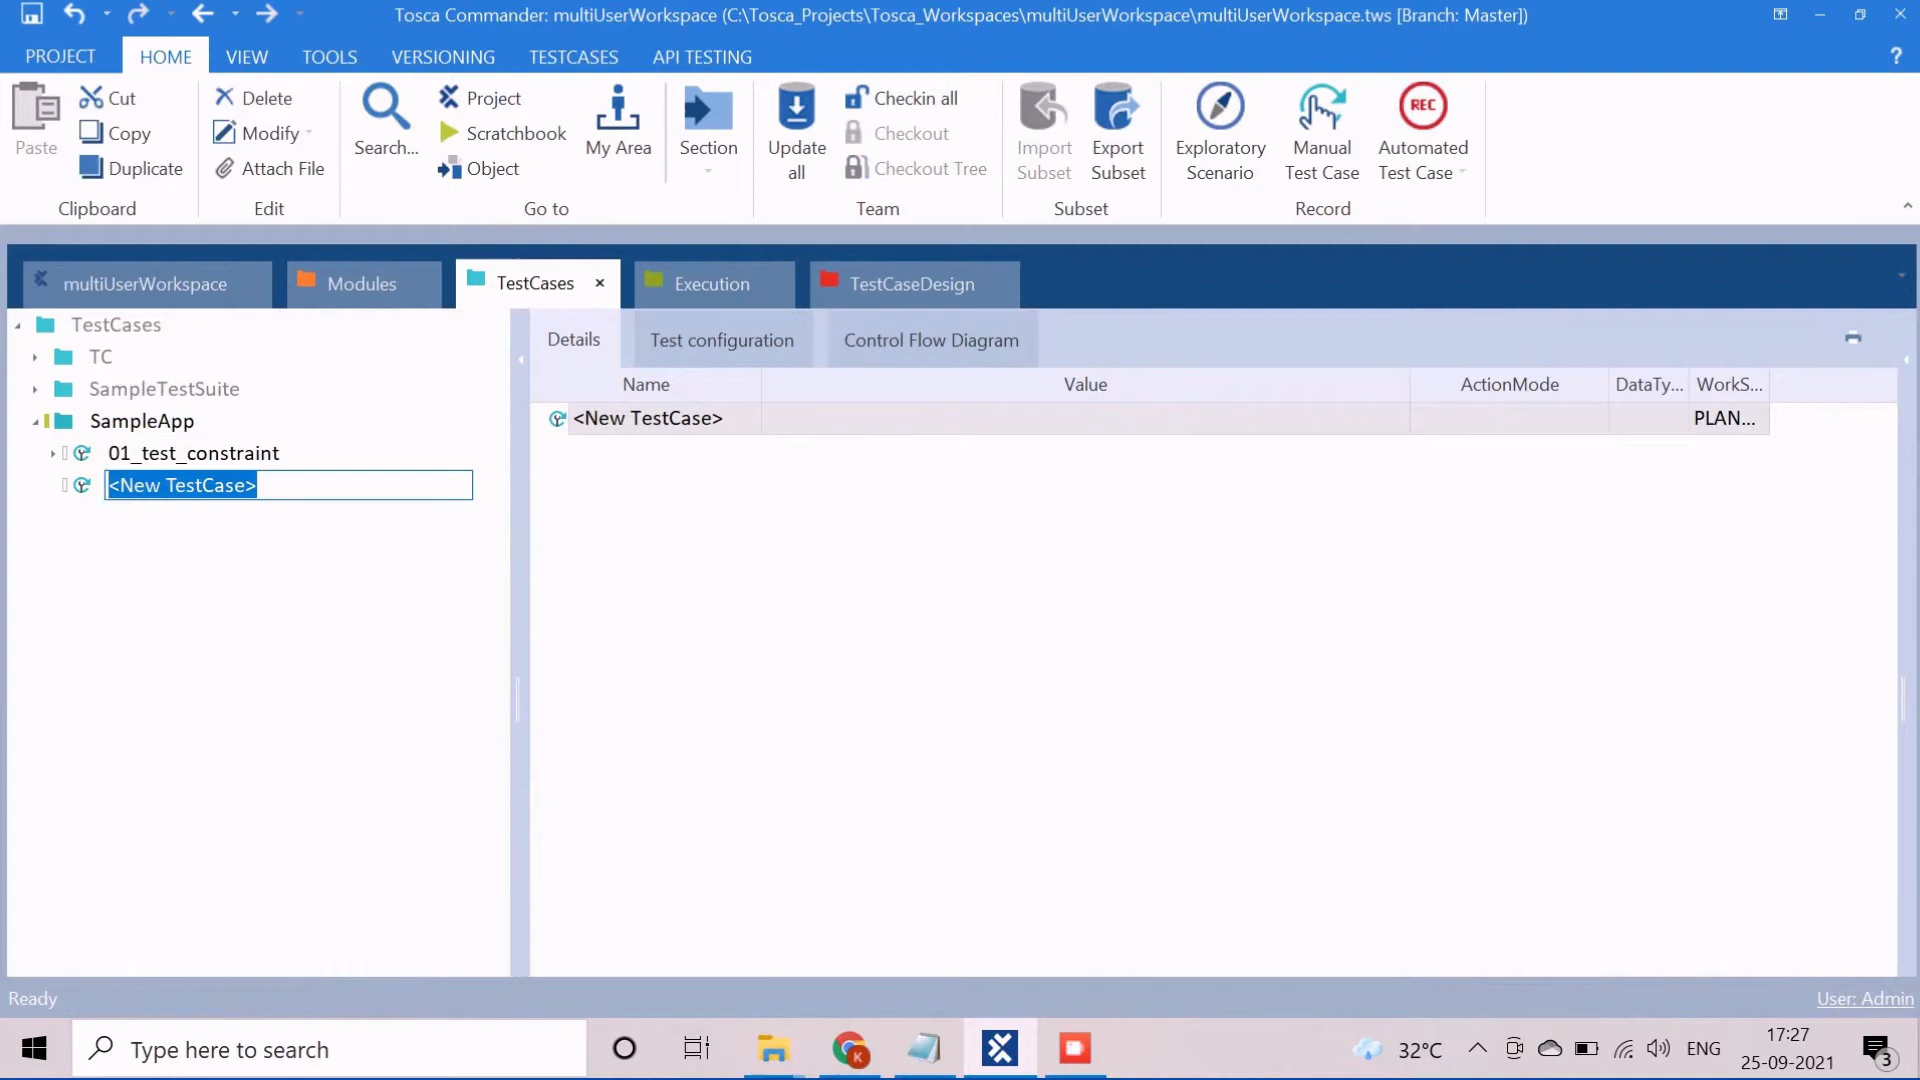 Tosca Commander: multiUserWorkspace (C:\Tosca_Projects\Tosca_Workspaces\multiUserWorkspace\multiUserWorkspace.tws [Branch: Master])
PROJECT HOME VIEW TOOLS VERSIONING TESTCASES API TESTING ?
Paste
Cut
Copy
Duplicate
Clipboard
Delete
Modify
Attach File
Edit
Search...
Project
Scratchbook
Object
My Area
Section
Go to
Update all
Checkin all
Checkout
Checkout Tree
Team
Import Subset
Export Subset
Subset
Exploratory Scenario
Manual Test Case
REC
Automated Test Case
Record
multiUserWorkspace Modules TestCases × Execution TestCaseDesign
TestCases
TC
SampleTestSuite
SampleApp
01_test_constraint
<New TestCase>
Details Test configuration Control Flow Diagram
Name Value ActionMode DataTy... WorkS...
<New TestCase> PLAN...
Ready User: Admin
Type here to search
K
32°C ENG 17:27
25-09-2021
3